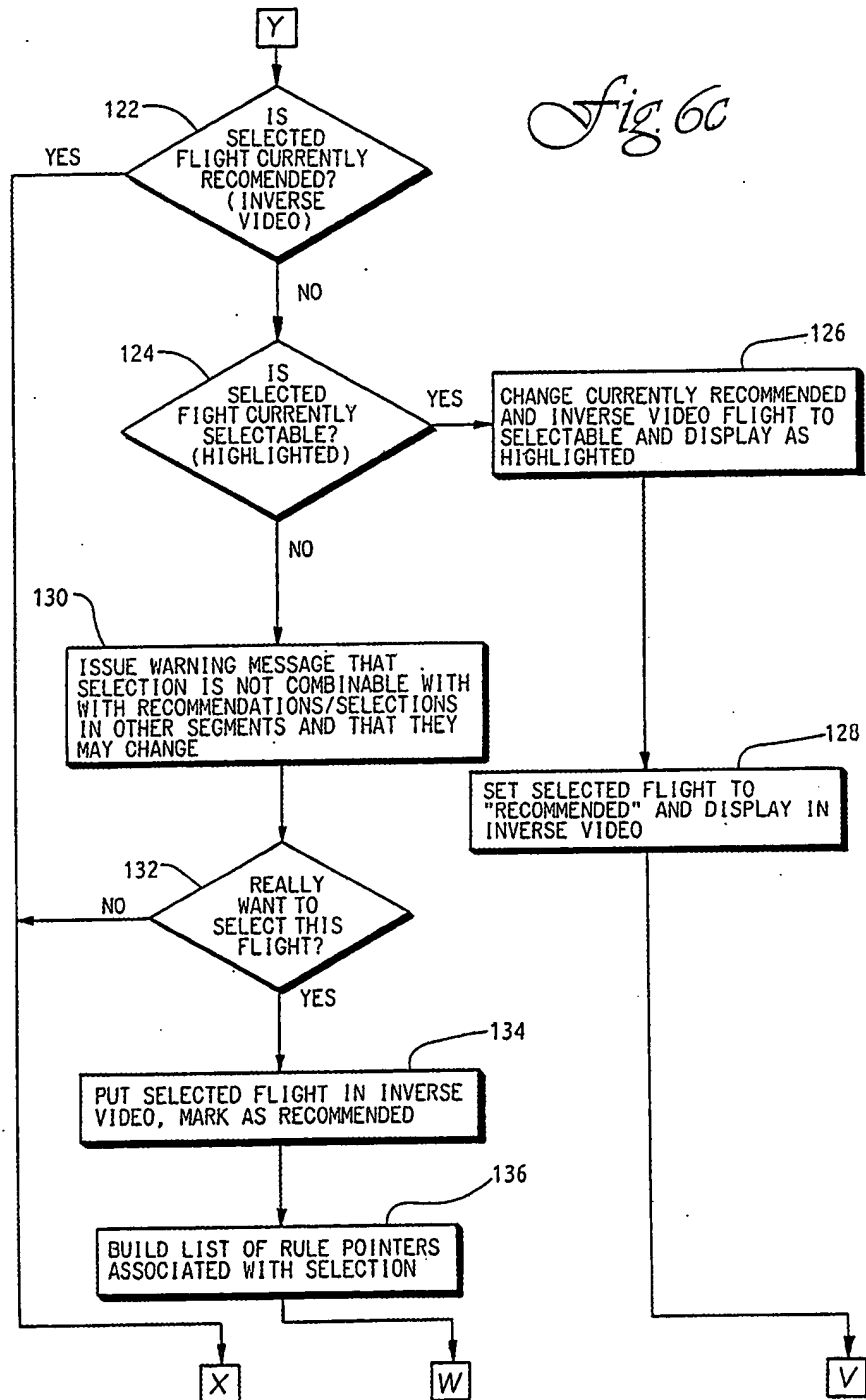 Y
Fig. 6c
122
IS
SELECTED
FLIGHT CURRENTLY
RECOMENDED?
(INVERSE
VIDEO)
YES
NO
124
IS
SELECTED
FIGHT CURRENTLY
SELECTABLE?
(HIGHLIGHTED)
YES
126
CHANGE CURRENTLY RECOMMENDED
AND INVERSE VIDEO FLIGHT TO
SELECTABLE AND DISPLAY AS
HIGHLIGHTED
NO
130
ISSUE WARNING MESSAGE THAT
SELECTION IS NOT COMBINABLE WITH
WITH RECOMMENDATIONS/SELECTIONS
IN OTHER SEGMENTS AND THAT THEY
MAY CHANGE
128
SET SELECTED FLIGHT TO
"RECOMMENDED" AND DISPLAY IN
INVERSE VIDEO
132
REALLY
WANT TO
SELECT THIS
FLIGHT?
NO
YES
134
PUT SELECTED FLIGHT IN INVERSE
VIDEO, MARK AS RECOMMENDED
136
BUILD LIST OF RULE POINTERS
ASSOCIATED WITH SELECTION
X
W
V